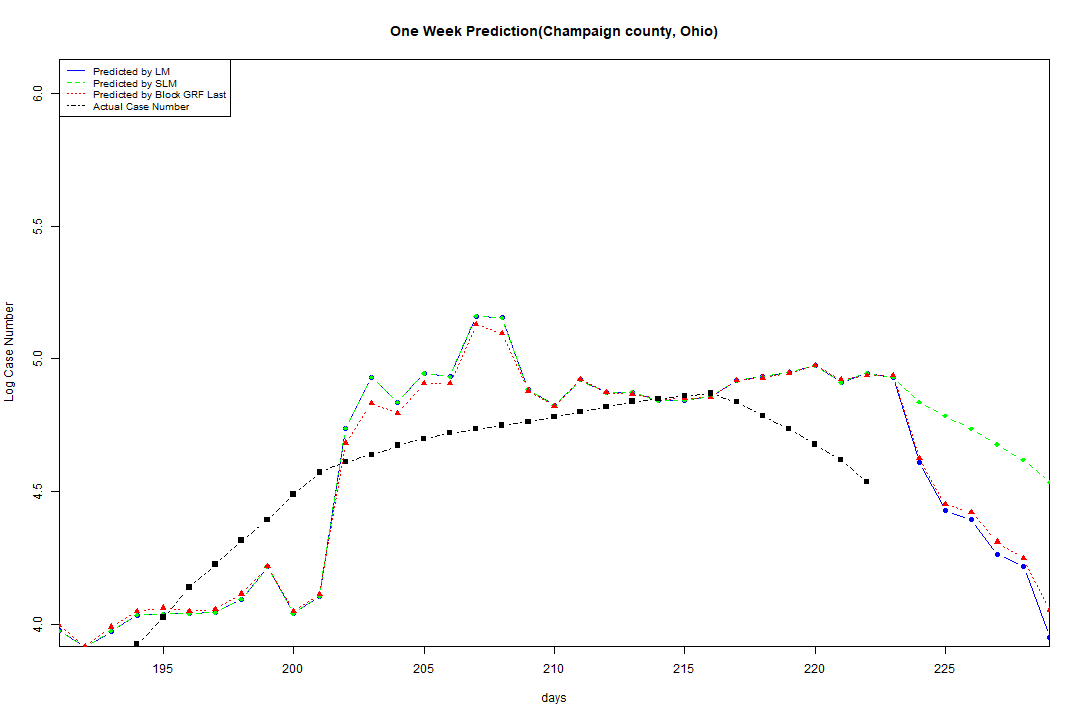 One Week Prediction(Champaign county, Ohio)
Predicted by LM
Predicted by SLM
Predicted by Block GRF Last
Actual Case Number
Log Case Number
6.0
5.5
5.0
4.5
4.0
195 200 205 210 215 220 225
days